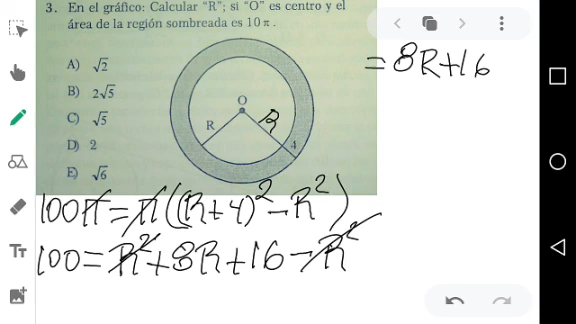 3. En el gráfico: Calcular "R"; si "O" es centro y el
área de la región sombreada es 10π.
A) √2
B) 2√5
C) √5
D) 2
E) √6
O
R
R
4
= 8R+16
100π = π((R+4)² - R²)
100 = R² + 8R + 16 - R²
Tт